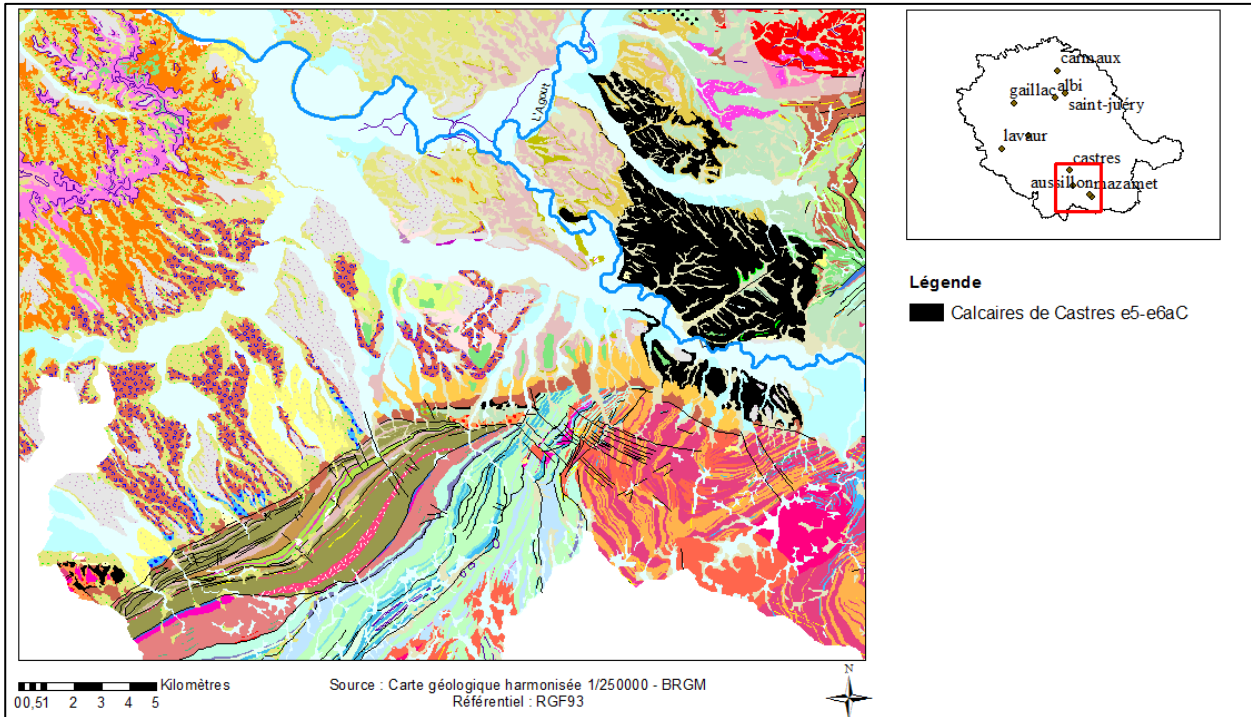 L'Agout
carmaux
gaillac albi
saint-juéry
lavaur
castres
aussillon mazamet
Légende
Calcaires de Castres e5-e6aC
Kilomètres
00,51 2 3 4 5
Source : Carte géologique harmonisée 1/250000 - BRGM
Référentiel : RGF93
N